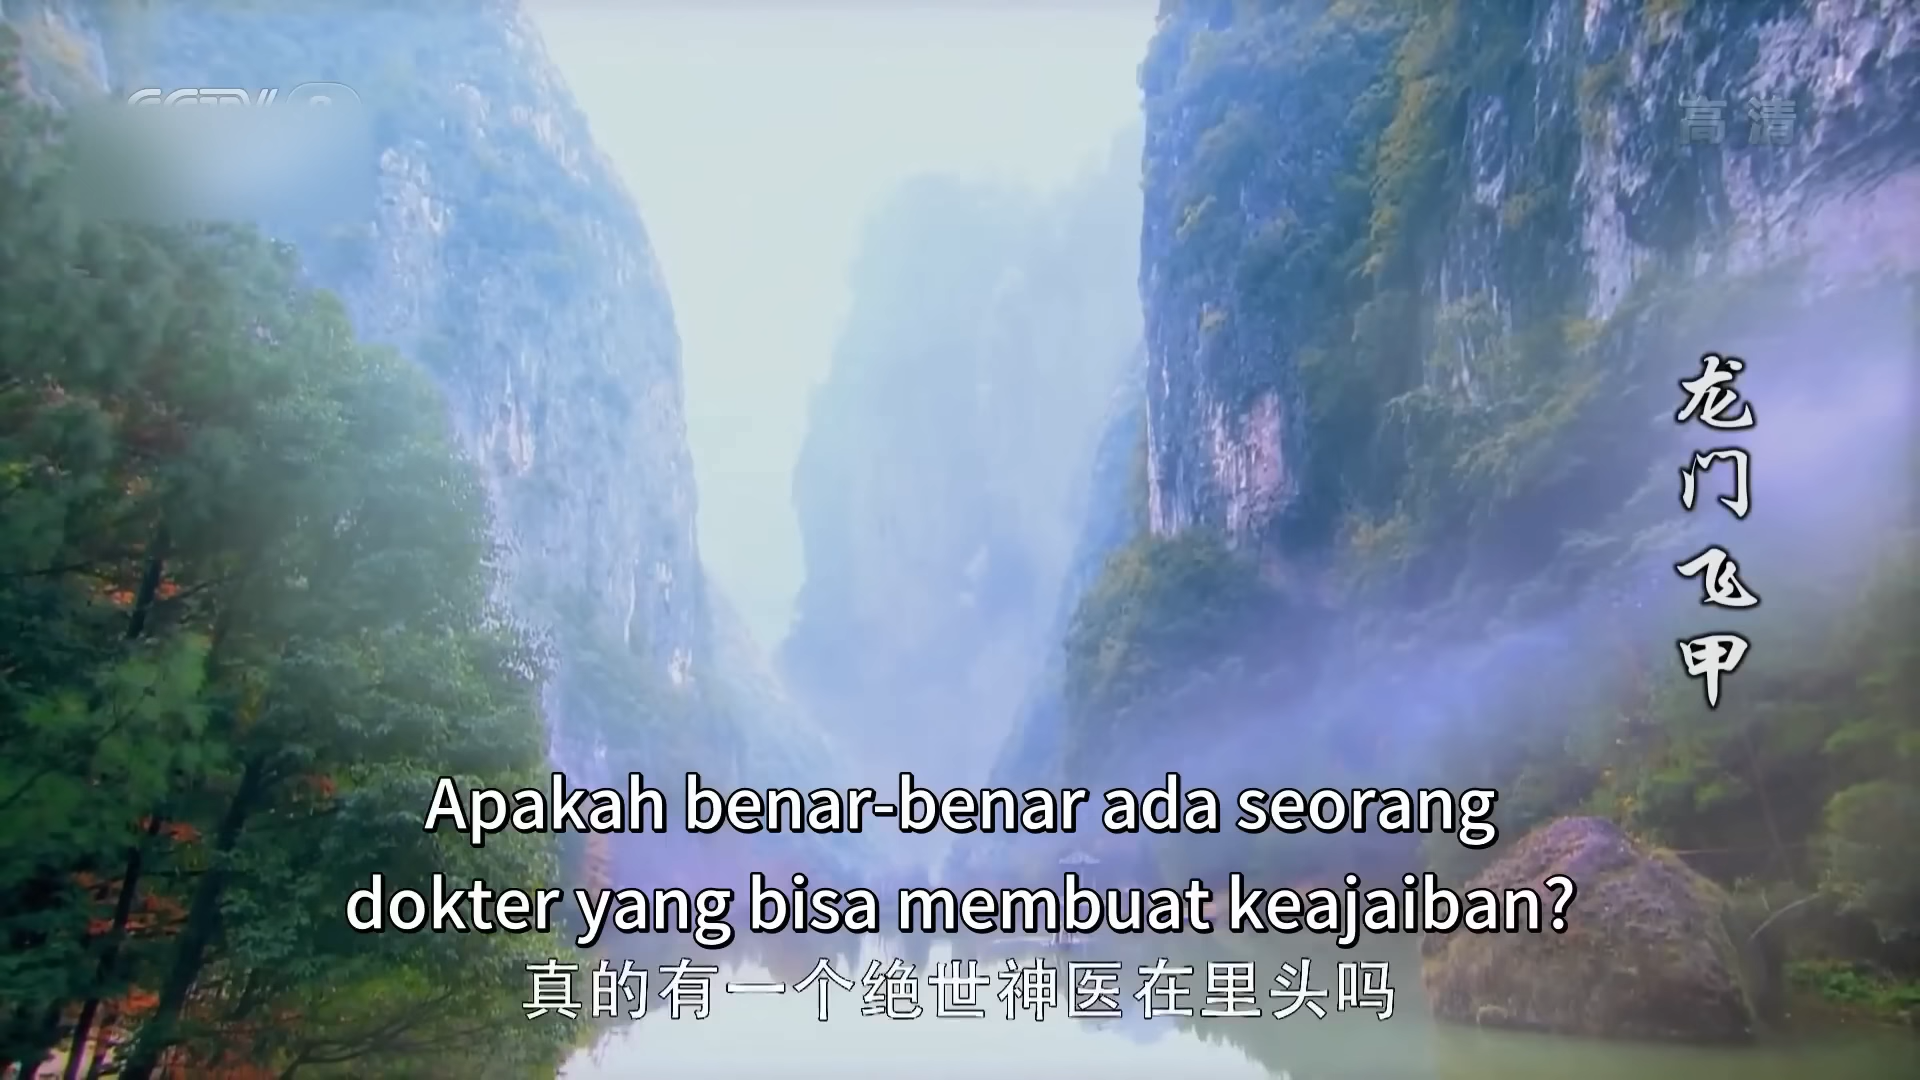 高清
龙门飞甲
Apakah benar-benar ada seorang
dokter yang bisa membuat keajaiban?
真的有一个绝世神医在里头吗